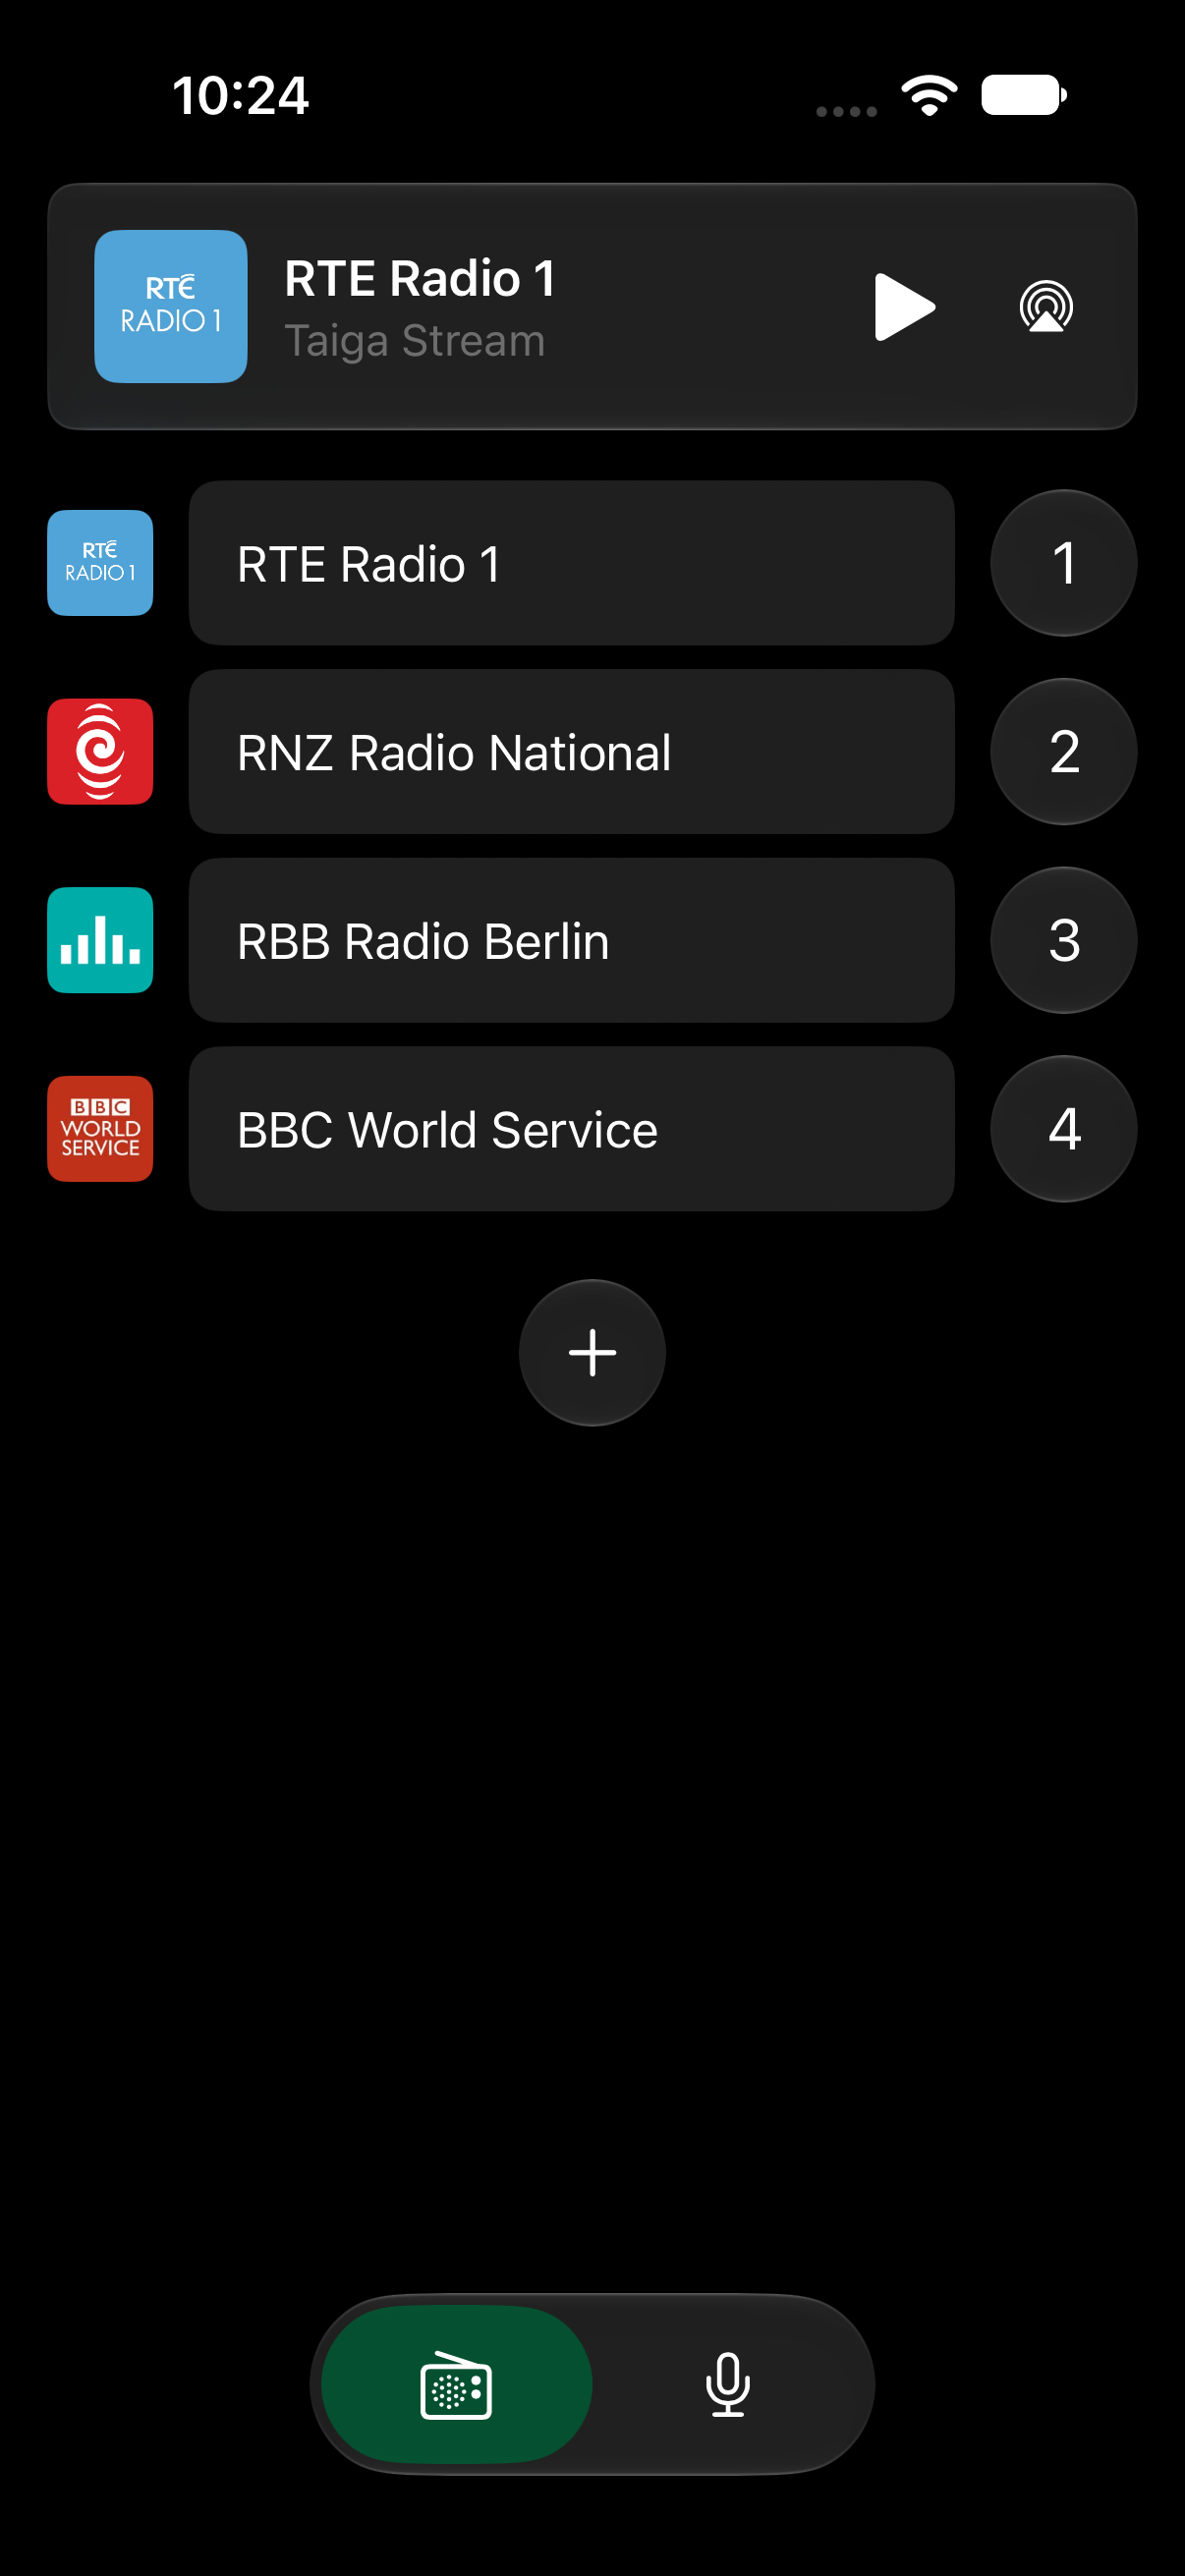 10:24
RTÉ
RADIO 1
RTE Radio 1
Taiga Stream
RTÉ
RADIO 1
RTE Radio 1
1
RNZ Radio National
2
RBB Radio Berlin
3
BBC
WORLD
SERVICE
BBC World Service
4